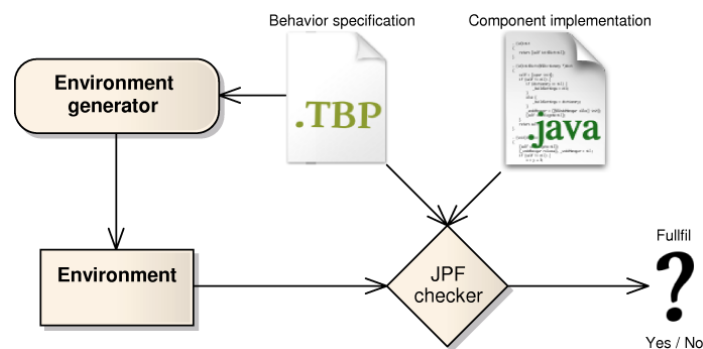 Behavior specification
Component implementation
Environment
generator
.TBP
.java
Environment
JPF
checker
Fullfil
?
Yes / No